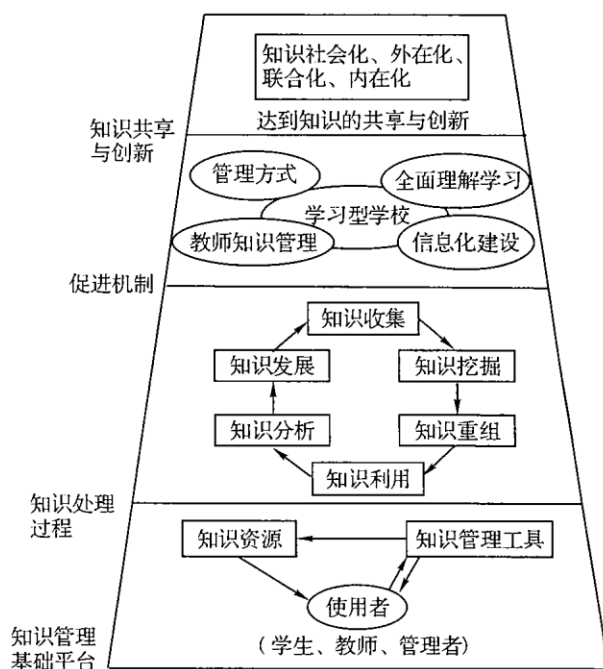 知识社会化、外在化、
联合化、内在化
达到知识的共享与创新
知识共享
与创新
管理方式
全面理解学习
学习型学校
教师知识管理
信息化建设
促进机制
知识收集
知识发展
知识挖掘
知识分析
知识重组
知识利用
知识处理
过程
知识资源
知识管理工具
使用者
(学生、教师、管理者)
知识管理
基础平台